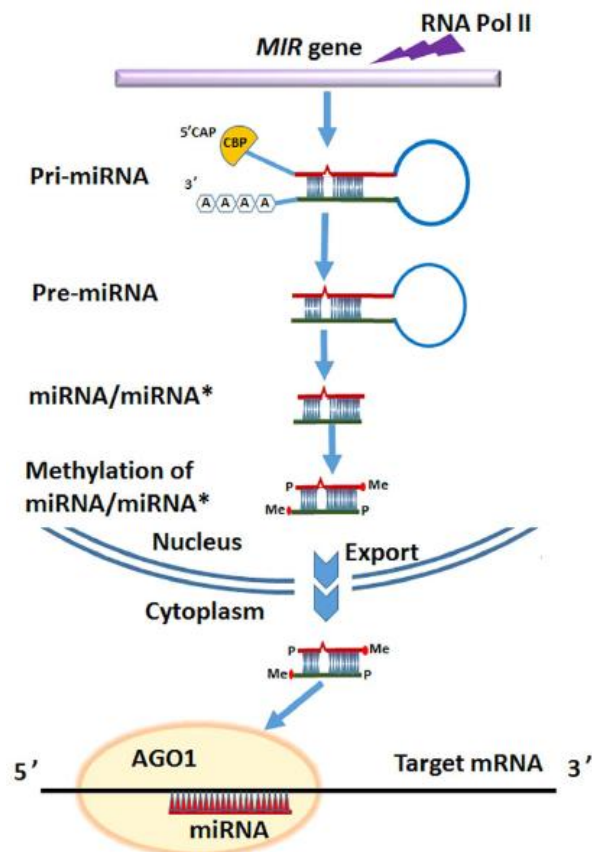 RNA Pol II
MIR gene
5'CAP
CBP
Pri-miRNA
3'
A A A A
Pre-miRNA
miRNA/miRNA*
Methylation of
miRNA/miRNA*
P Me
Me P
Nucleus
Export
Cytoplasm
P Me
Me P
AGO1
Target mRNA
5' 3'
miRNA